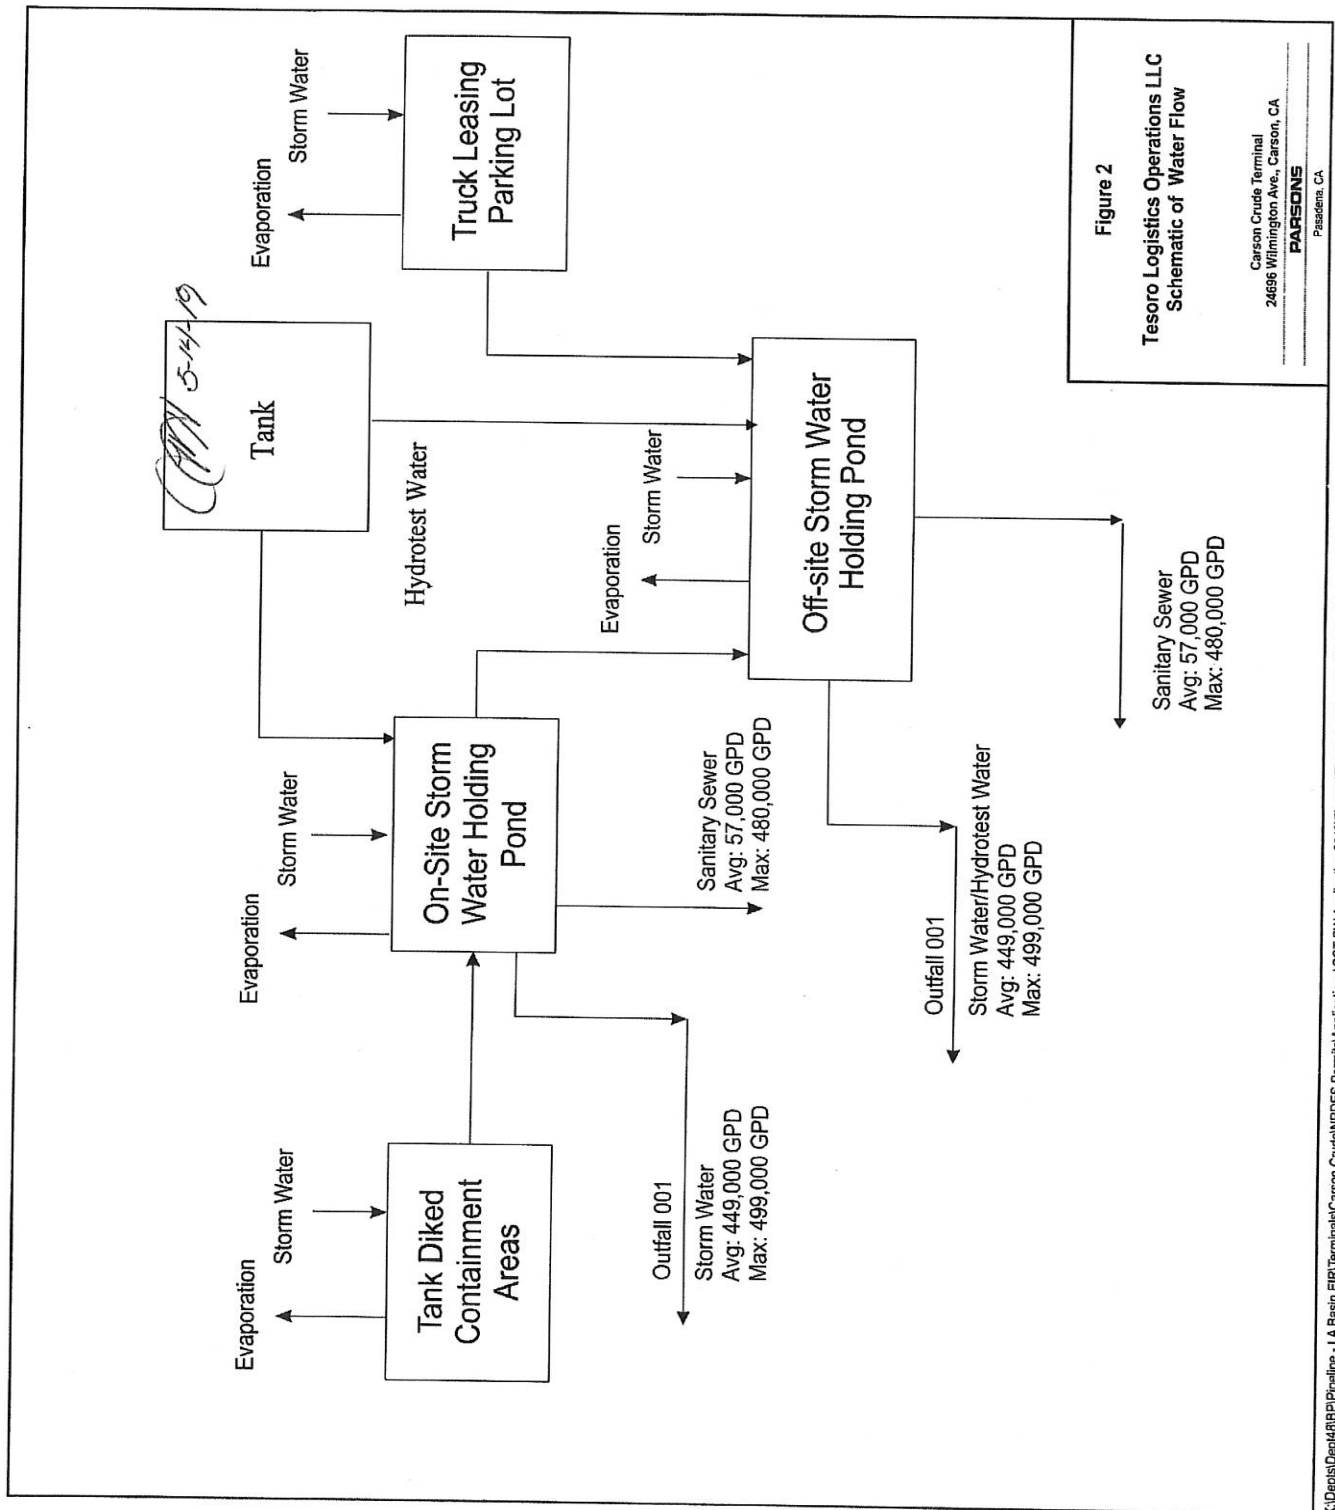 Evaporation
Storm Water
Tank Diked
Containment
Areas
Evaporation
Storm Water
On-Site Storm
Water Holding
Pond
5-14-19
Tank
Hydrotest Water
Evaporation
Storm Water
Truck Leasing
Parking Lot
Outfall 001
Storm Water
Avg: 449,000 GPD
Max: 499,000 GPD
Sanitary Sewer
Avg: 57,000 GPD
Max: 480,000 GPD
Evaporation
Storm Water
Off-site Storm Water
Holding Pond
Outfall 001
Storm Water/Hydrotest Water
Avg: 449,000 GPD
Max: 499,000 GPD
Sanitary Sewer
Avg: 57,000 GPD
Max: 480,000 GPD
Figure 2
Tesoro Logistics Operations LLC
Schematic of Water Flow
Carson Crude Terminal
24696 Wilmington Ave., Carson, CA
PARSONS
Pasadena, CA